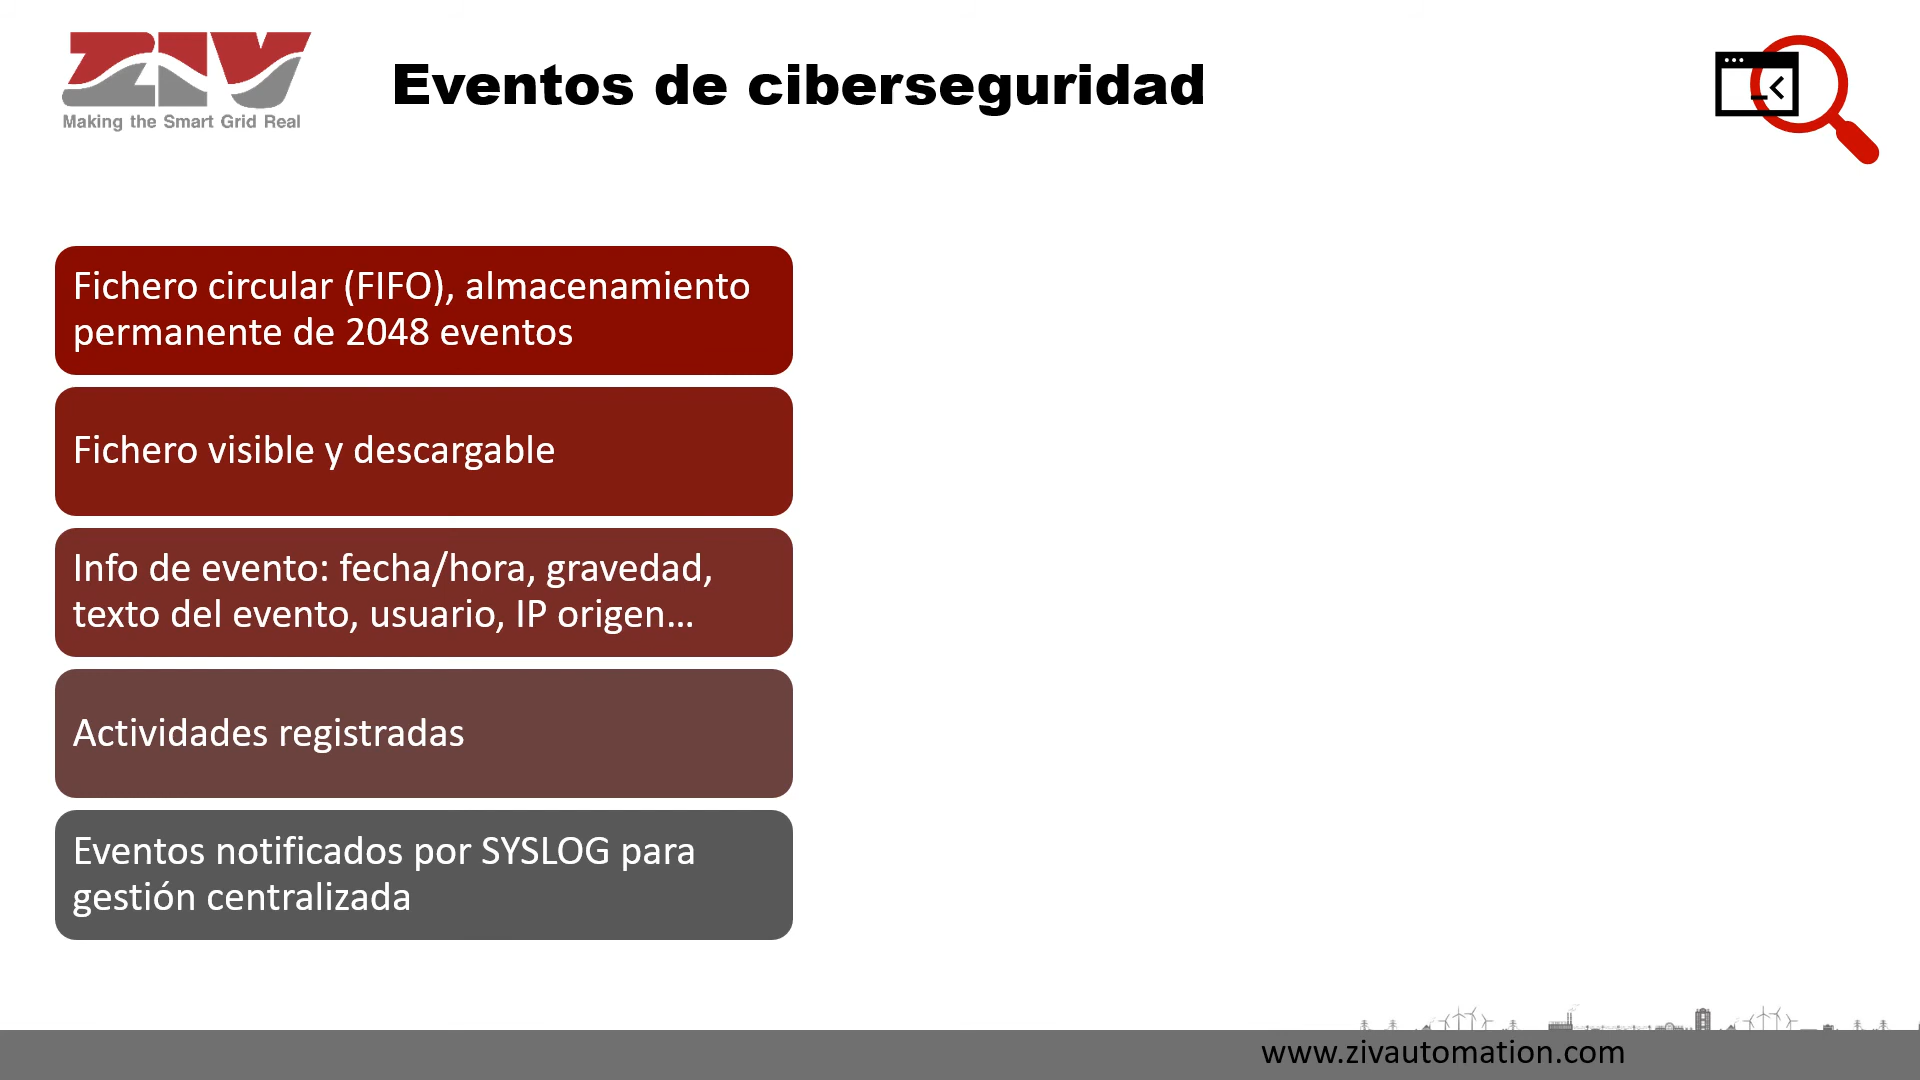 ZIV
Making the Smart Grid Real
Eventos de ciberseguridad
Fichero circular (FIFO), almacenamiento
permanente de 2048 eventos
Fichero visible y descargable
Info de evento: fecha/hora, gravedad,
texto del evento, usuario, IP origen...
Actividades registradas
Eventos notificados por SYSLOG para
gestión centralizada
www.zivautomation.com